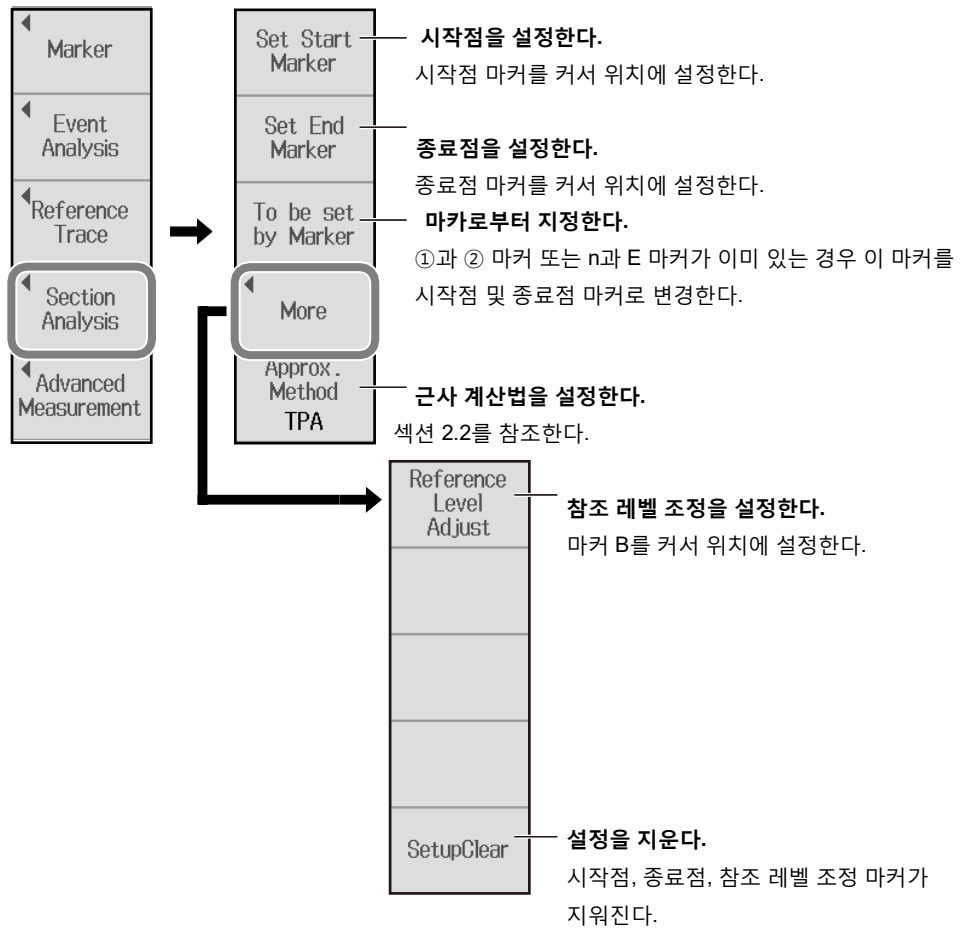 Marker
Event
Analysis
Reference
Trace
Section
Analysis
Advanced
Measurement
Set Start
Marker
시작점을 설정한다.
시작점 마커를 커서 위치에 설정한다.
Set End
Marker
종료점을 설정한다.
종료점 마커를 커서 위치에 설정한다.
To be set
by Marker
마카로부터 지정한다.
①과 ② 마커 또는 n과 E 마커가 이미 있는 경우 이 마커를
시작점 및 종료점 마커로 변경한다.
More
Approx.
Method
TPA
근사 계산법을 설정한다.
섹션 2.2를 참조한다.
Reference
Level
Adjust
참조 레벨 조정을 설정한다.
마커 B를 커서 위치에 설정한다.
SetupClear
설정을 지운다.
시작점, 종료점, 참조 레벨 조정 마커가
지워진다.